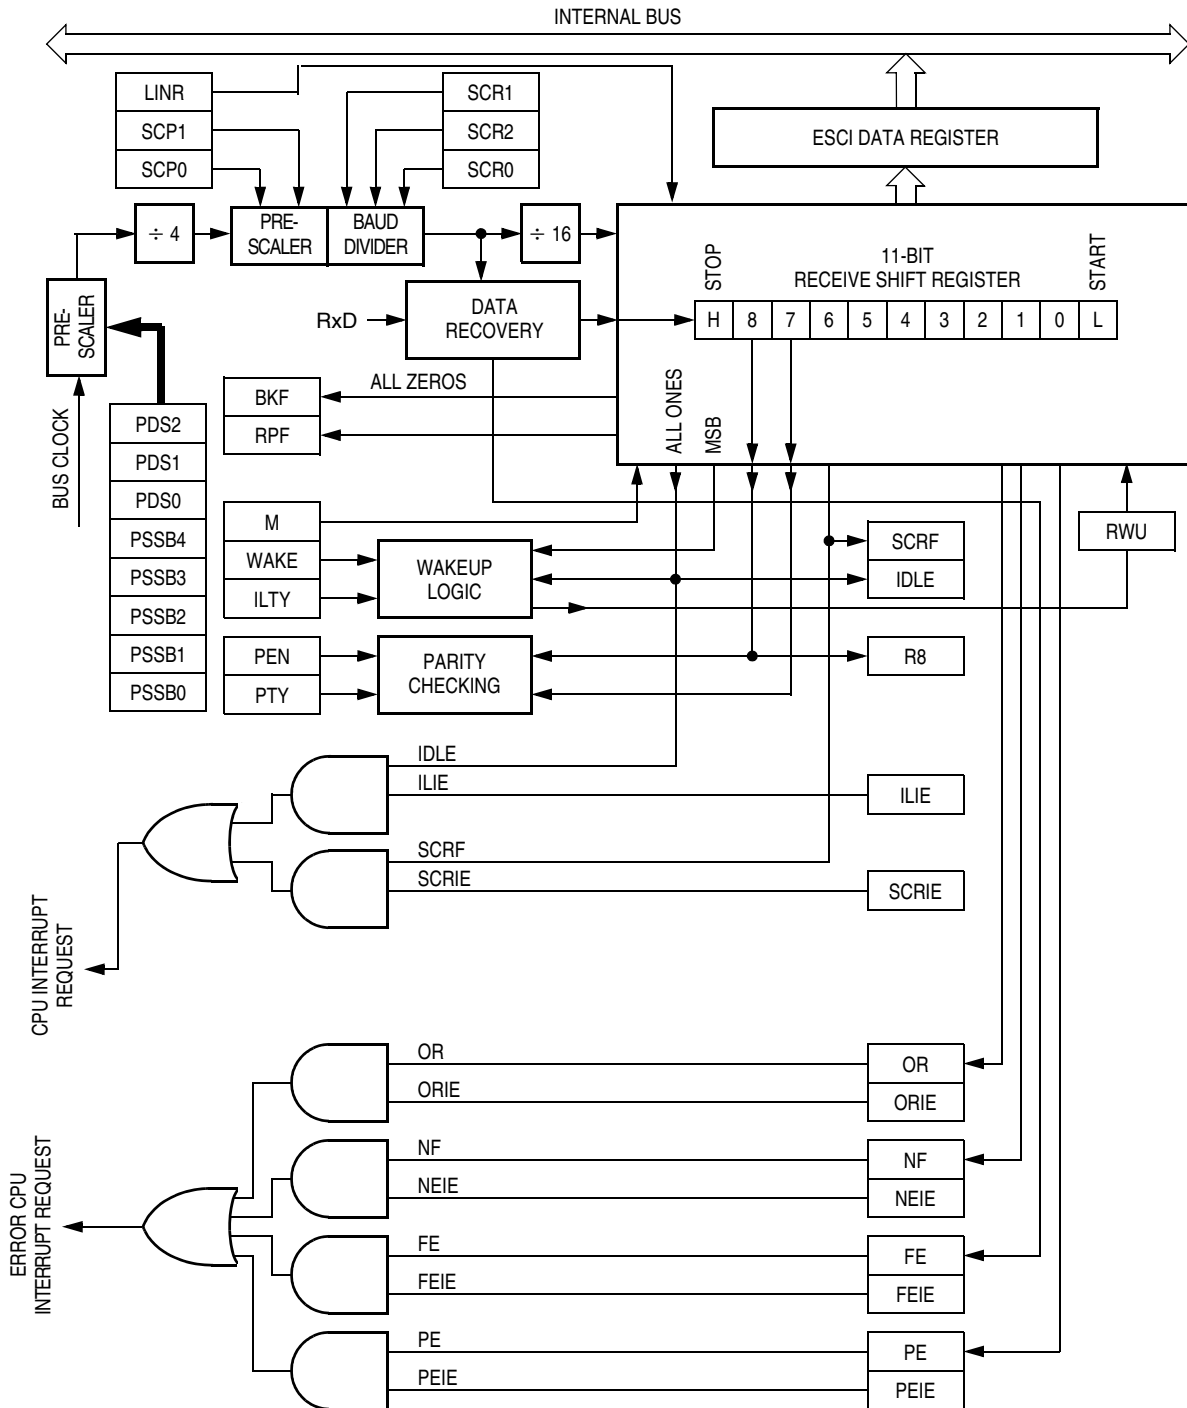 INTERNAL BUS
LINR
SCP1
SCP0
SCR1
SCR2
SCR0
ESCI DATA REGISTER
÷ 4
PRE-
SCALER
BAUD
DIVIDER
÷ 16
PRE-
SCALER
BUS CLOCK
RxD
DATA
RECOVERY
11-BIT
RECEIVE SHIFT REGISTER
STOP
START
H 8 7 6 5 4 3 2 1 0 L
ALL ZEROS
BKF
RPF
ALL ONES
MSB
PDS2
PDS1
PDS0
PSSB4
PSSB3
PSSB2
PSSB1
PSSB0
M
WAKE
ILTY
WAKEUP
LOGIC
SCRF
IDLE
RWU
PEN
PTY
PARITY
CHECKING
R8
IDLE
ILIE
ILIE
SCRF
SCRIE
SCRIE
CPU INTERRUPT
REQUEST
OR
ORIE
OR
ORIE
NF
NEIE
NF
NEIE
FE
FEIE
FE
FEIE
PE
PEIE
PE
PEIE
ERROR CPU
INTERRUPT REQUEST